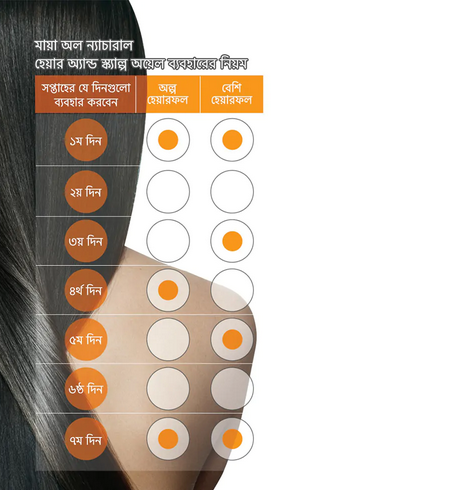 মায়া অল ন্যাচারাল
হেয়ার অ্যান্ড স্ক্যাল্প অয়েল ব্যবহারের নিয়ম
সপ্তাহের যে দিনগুলো
ব্যবহার করবেন
অল্প
হেয়ারফল
বেশি
হেয়ারফল
১ম দিন
২য় দিন
৩য় দিন
৪র্থ দিন
৫ম দিন
৬ষ্ঠ দিন
৭ম দিন